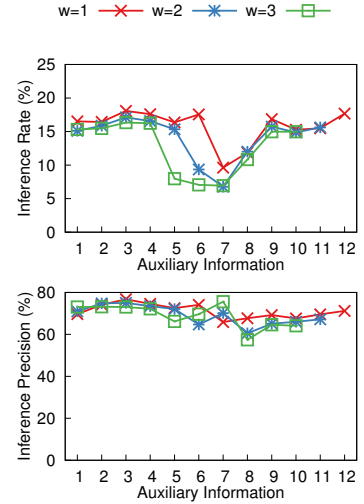 w=1 w=2 w=3
25
20
15
10
5
0
Inference Rate (%)
1 2 3 4 5 6 7 8 9 10 11 12
Auxiliary Information
80
60
40
20
0
Inference Precision (%)
1 2 3 4 5 6 7 8 9 10 11 12
Auxiliary Information